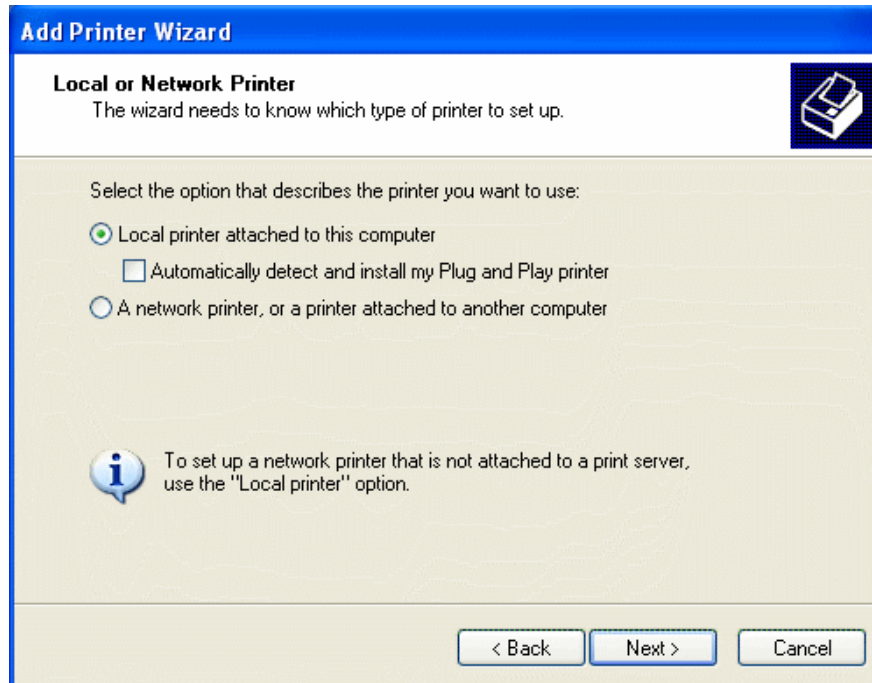 Add Printer Wizard
Local or Network Printer
The wizard needs to know which type of printer to set up.
Select the option that describes the printer you want to use:
Local printer attached to this computer
Automatically detect and install my Plug and Play printer
A network printer, or a printer attached to another computer
To set up a network printer that is not attached to a print server,
use the "Local printer" option.
< Back Next > Cancel